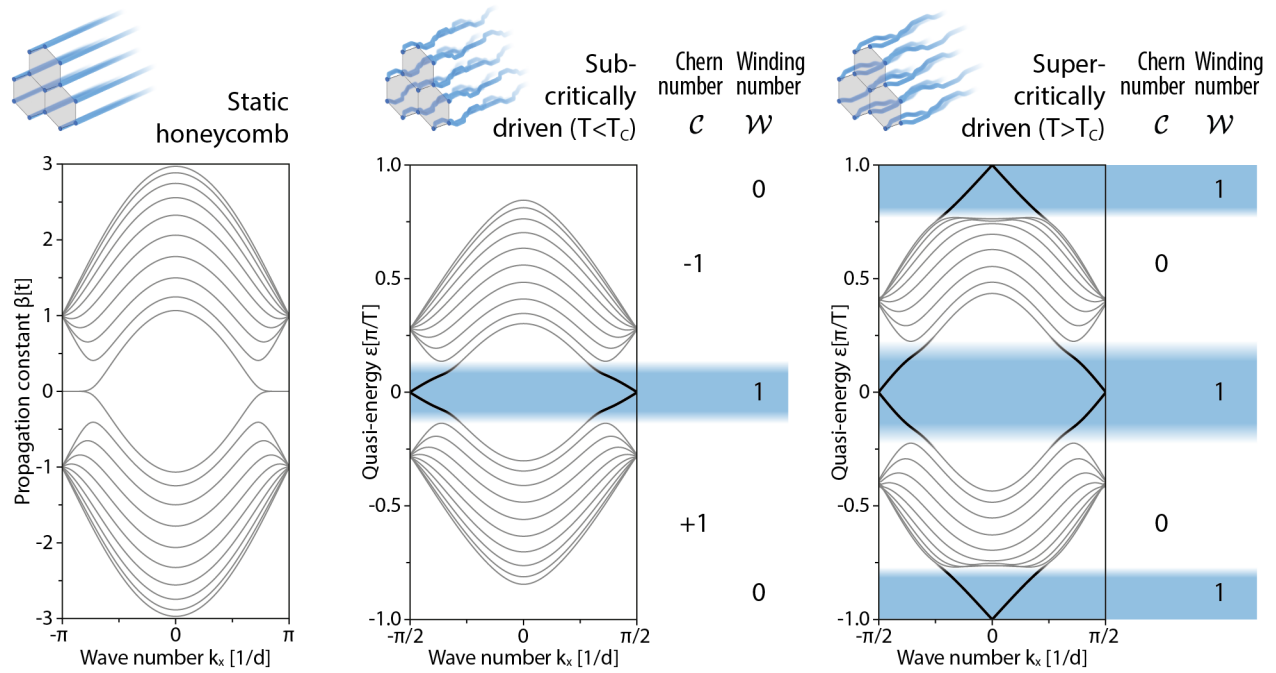 Static
honeycomb
3
2
1
0
-1
-2
-3
Propagation constant β[t]
-π
0
π
Wave number kₓ [1/d]
Sub-
critically
driven (T<T_C)
Chern
number
C
Winding
number
W
1.0
0.5
0
-0.5
-1.0
Quasi-energy ε[π/T]
-π/2
0
π/2
Wave number kₓ [1/d]
0
-1
1
+1
0
Super-
critically
driven (T>T_C)
Chern
number
C
Winding
number
W
1.0
0.5
0
-0.5
-1.0
Quasi-energy ε[π/T]
-π/2
0
π/2
Wave number kₓ [1/d]
1
0
1
0
1